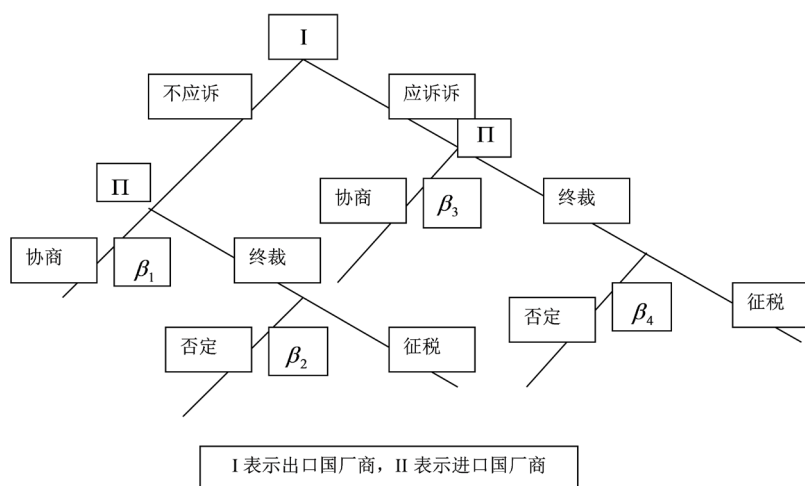 I
不应诉
应诉诉
Π
Π
协商
β3
终裁
协商
β1
终裁
否定
β2
征税
否定
β4
征税
I 表示出口国厂商，II 表示进口国厂商